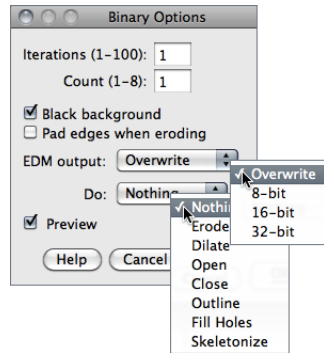 Binary Options
Iterations (1–100): 1
Count (1–8): 1
Black background
Pad edges when eroding
EDM output: Overwrite
Overwrite
8-bit
16-bit
32-bit
Do: Nothing
Nothin
Erode
Dilate
Open
Close
Outline
Fill Holes
Skeletonize
Preview
Help Cancel